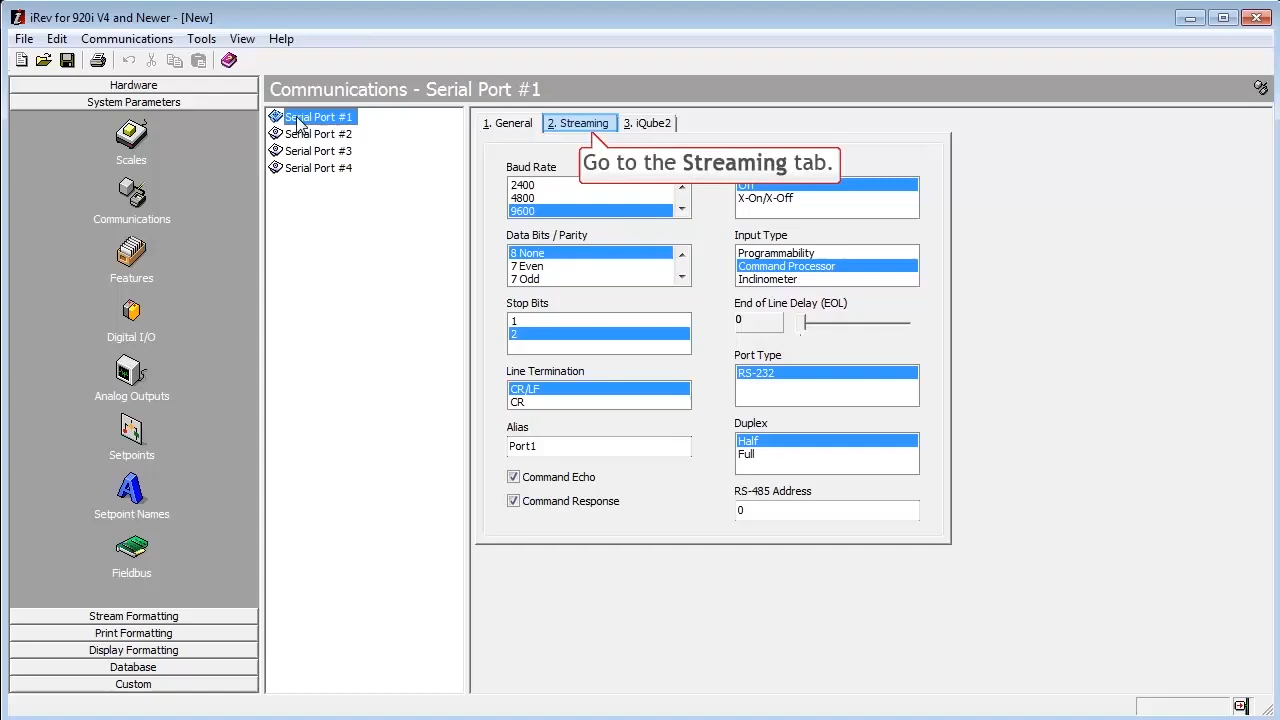 iRev for 920i V4 and Newer - [New]
File Edit Communications Tools View Help
Hardware
System Parameters
Scales
Communications
Features
Digital I/O
Analog Outputs
Setpoints
Setpoint Names
Fieldbus
Stream Formatting
Print Formatting
Display Formatting
Database
Custom
Communications - Serial Port #1
Serial Port #1
Serial Port #2
Serial Port #3
Serial Port #4
1. General 2. Streaming 3. iQube2
Go to the Streaming tab.
Baud Rate
2400
4800
9600
Data Bits / Parity
8 None
7 Even
7 Odd
Stop Bits
1
2
Line Termination
CR/LF
CR
Alias
Port1
Command Echo
Command Response
Off
X-On/X-Off
Input Type
Programmability
Command Processor
Inclinometer
End of Line Delay (EOL)
0
Port Type
RS-232
Duplex
Half
Full
RS-485 Address
0